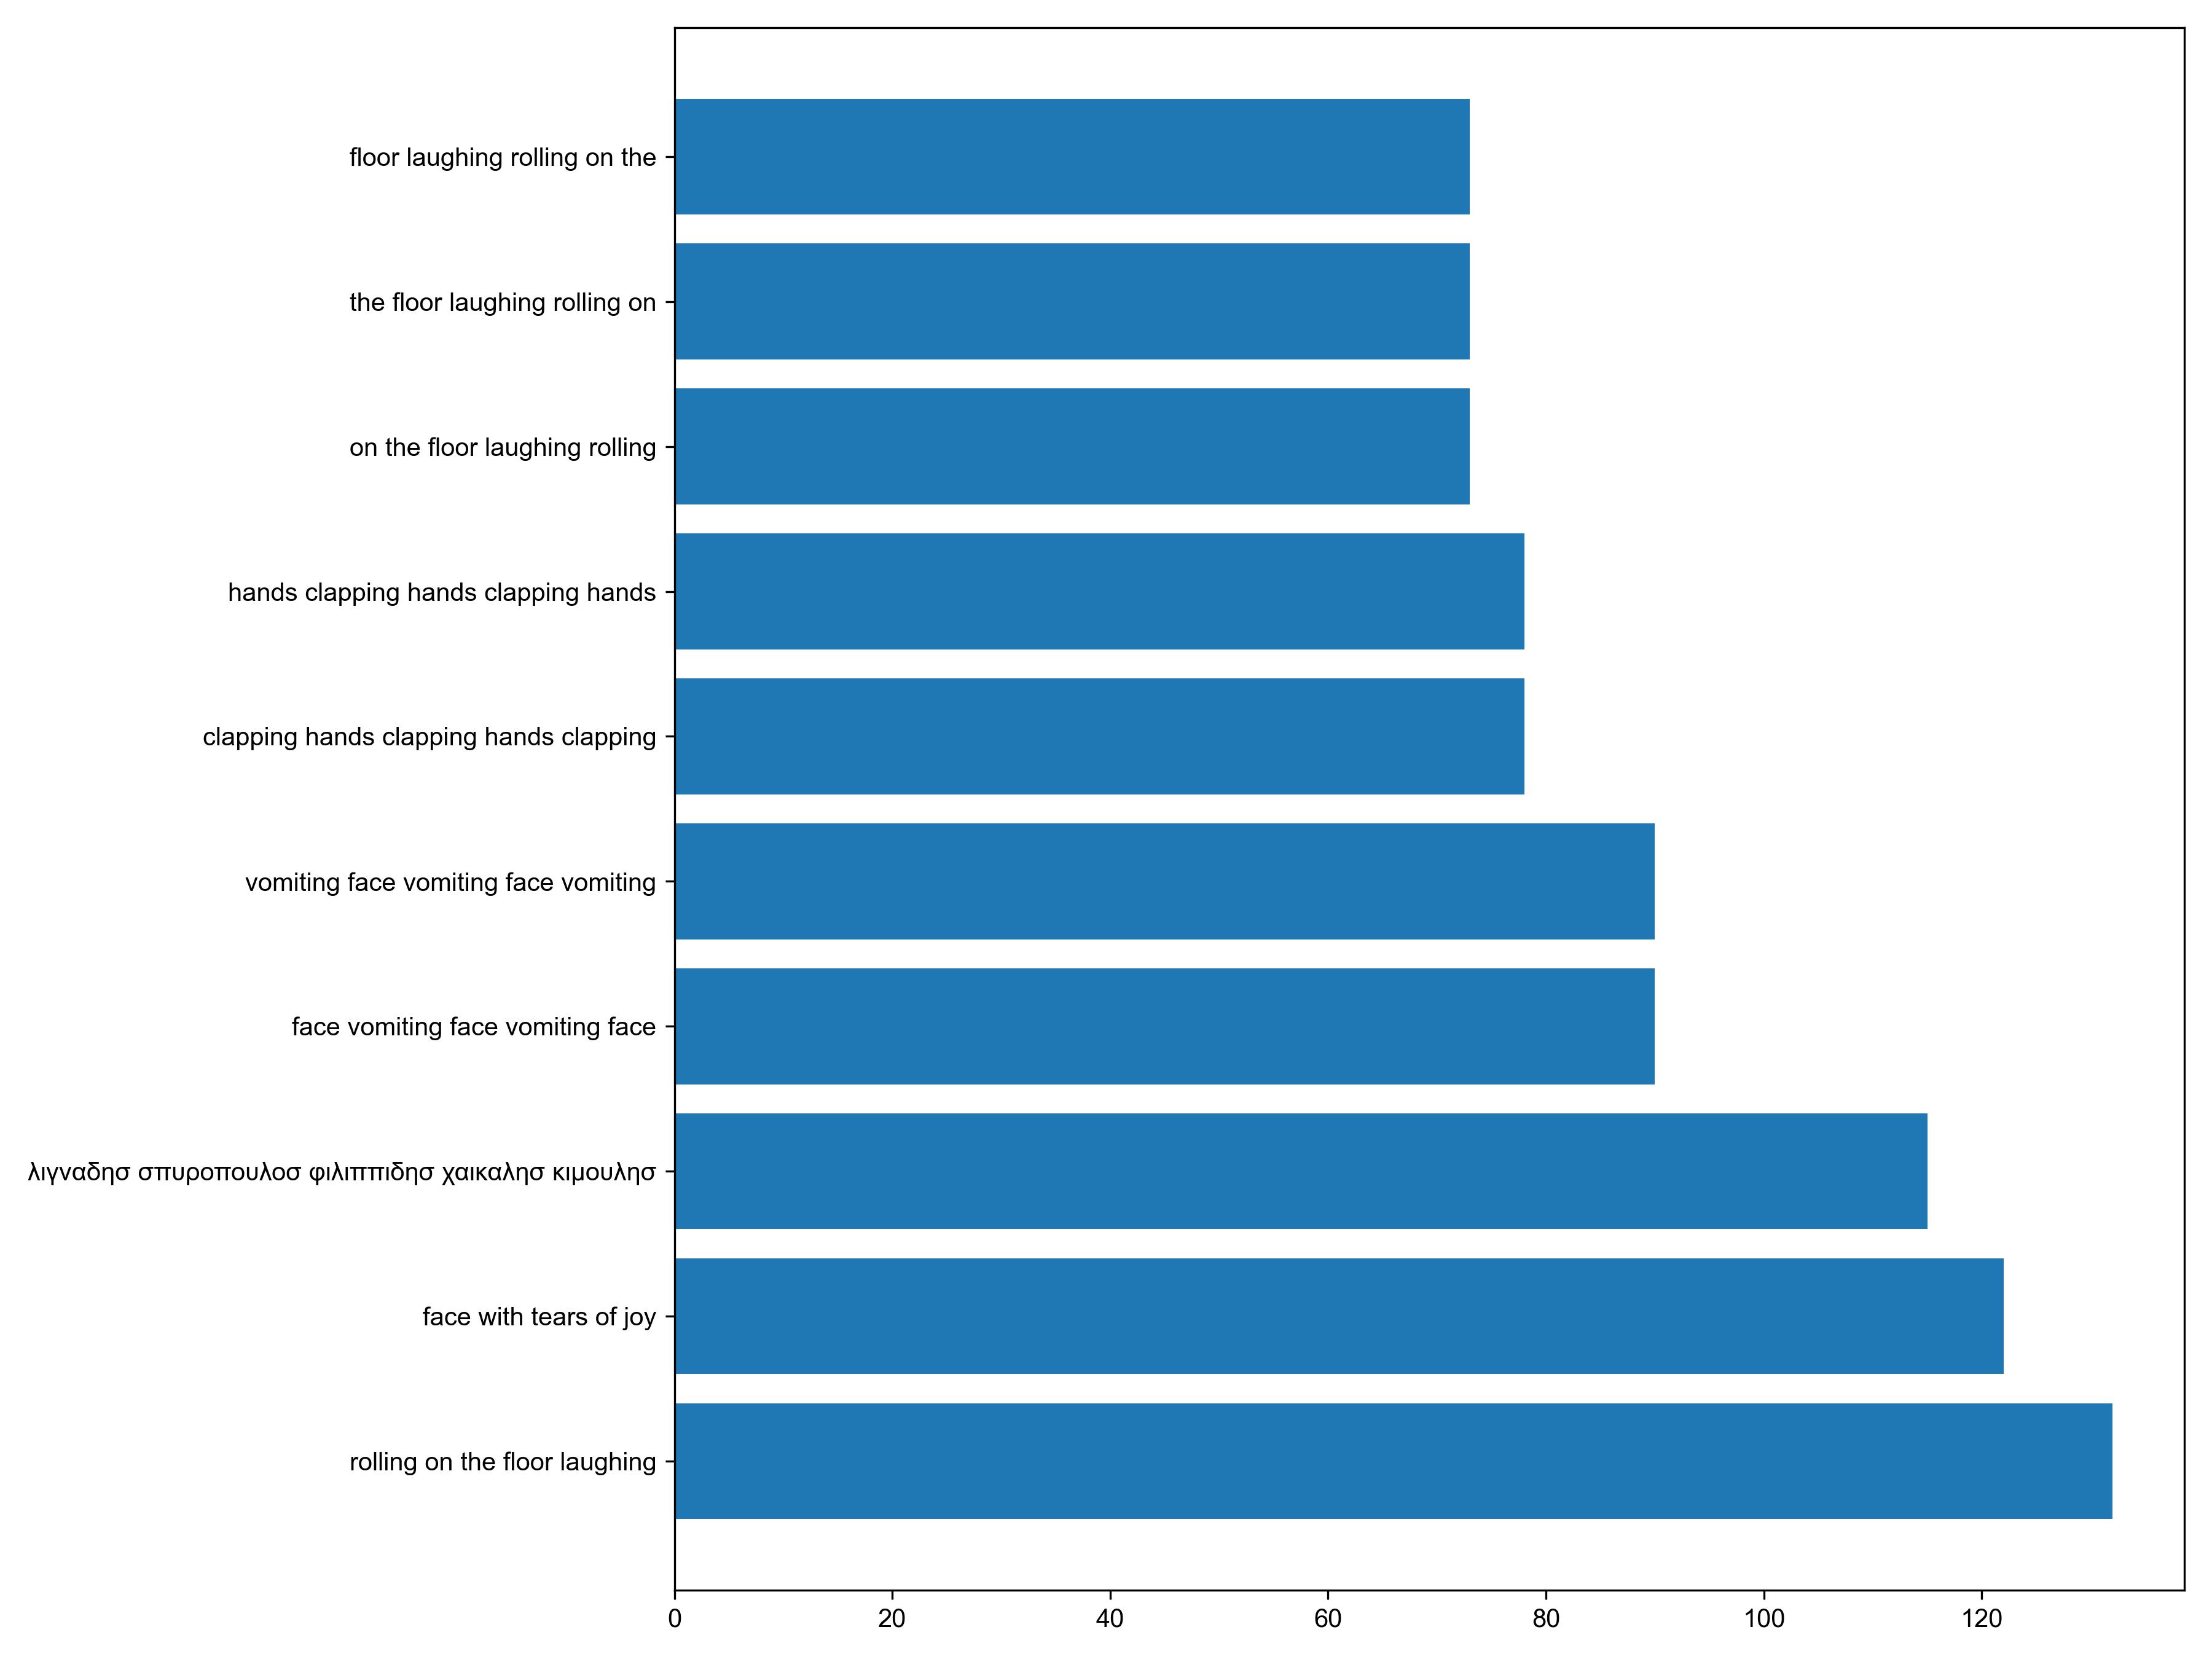 floor laughing rolling on the
the floor laughing rolling on
on the floor laughing rolling
hands clapping hands clapping hands
clapping hands clapping hands clapping
vomiting face vomiting face vomiting
face vomiting face vomiting face
λιγναδησ σπυροπουλοσ φιλιππιδησ χαικαλησ κιμουλησ
face with tears of joy
rolling on the floor laughing
0 20 40 60 80 100 120